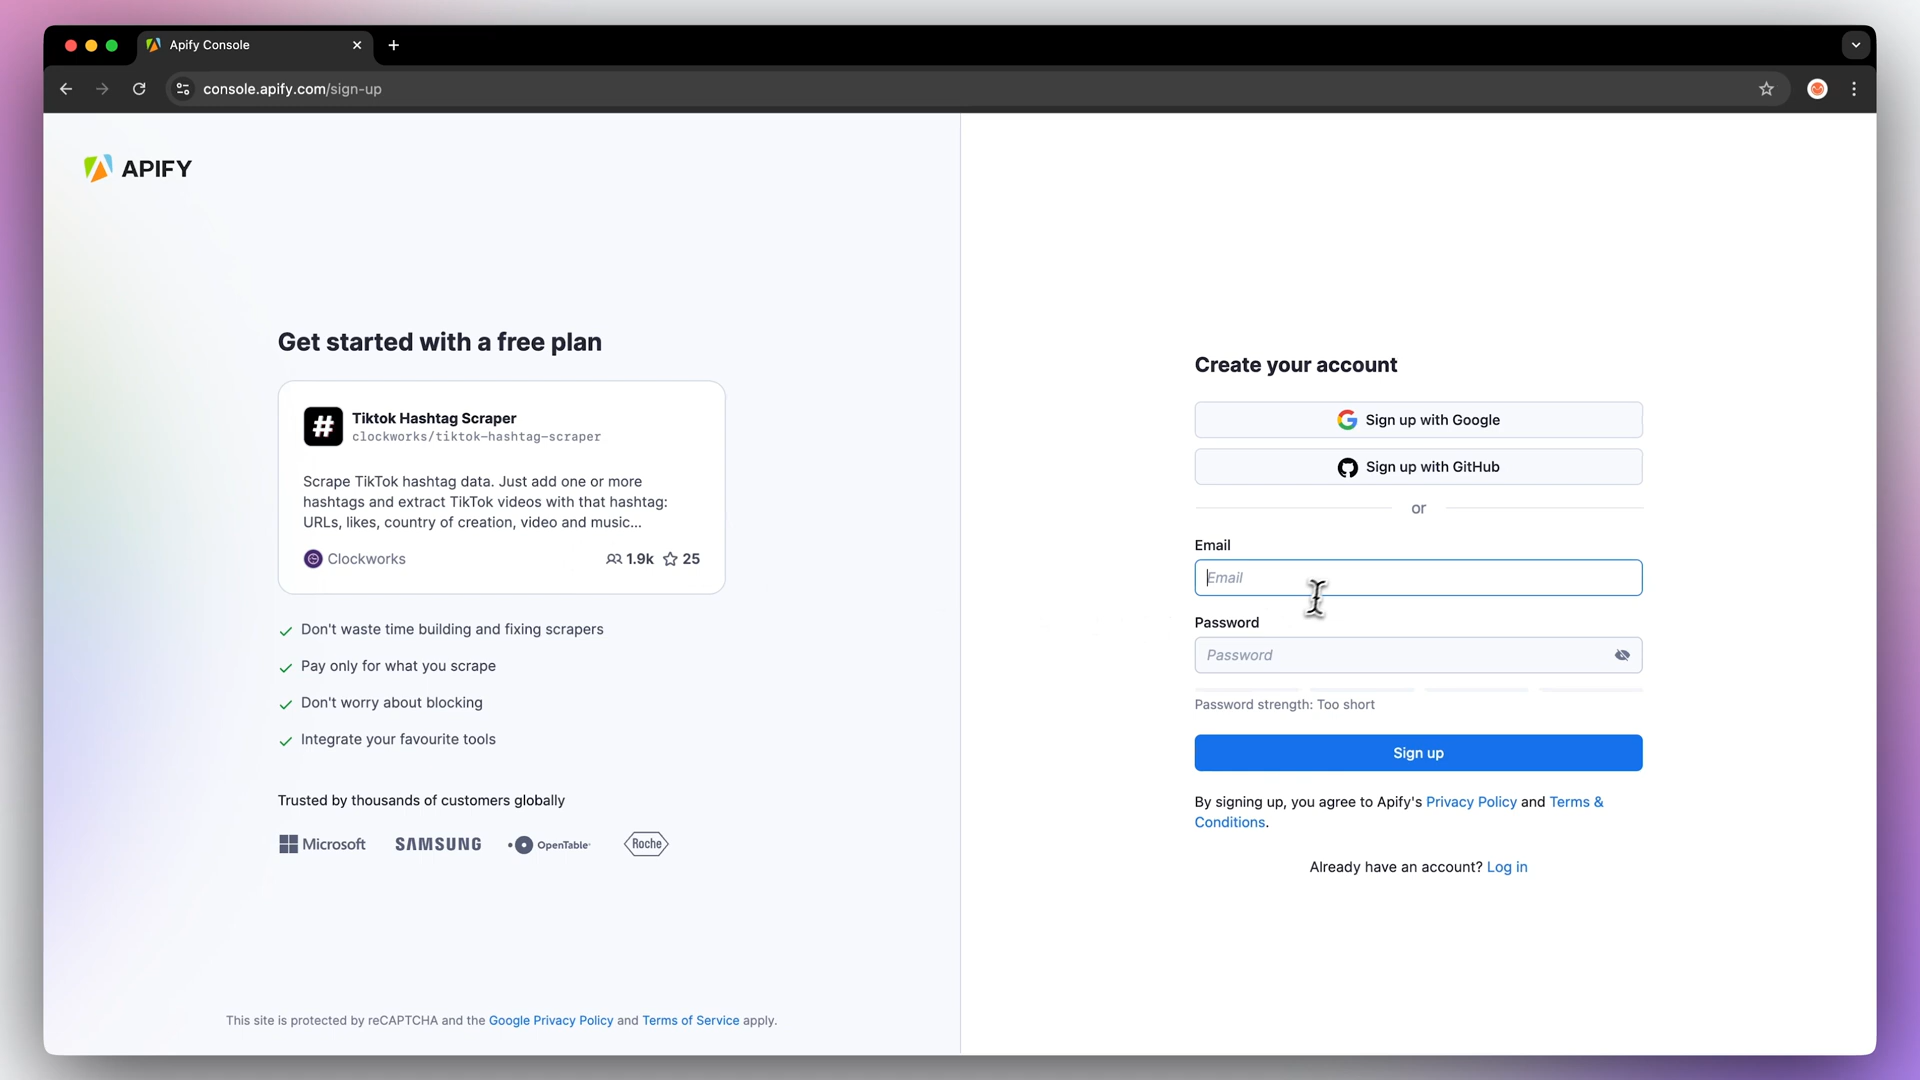 Apify Console
console.apify.com/sign-up
APIFY
Get started with a free plan
#
Tiktok Hashtag Scraper
clockworks/tiktok-hashtag-scraper
Scrape TikTok hashtag data. Just add one or more
hashtags and extract TikTok videos with that hashtag:
URLs, likes, country of creation, video and music...
Clockworks 1.9k 25
Don't waste time building and fixing scrapers
Pay only for what you scrape
Don't worry about blocking
Integrate your favourite tools
Trusted by thousands of customers globally
Microsoft SAMSUNG OpenTable Roche
This site is protected by reCAPTCHA and the Google Privacy Policy and Terms of Service apply.
Create your account
Sign up with Google
Sign up with GitHub
or
Email
Email
Password
Password
Password strength: Too short
Sign up
By signing up, you agree to Apify's Privacy Policy and Terms &
Conditions.
Already have an account? Log in